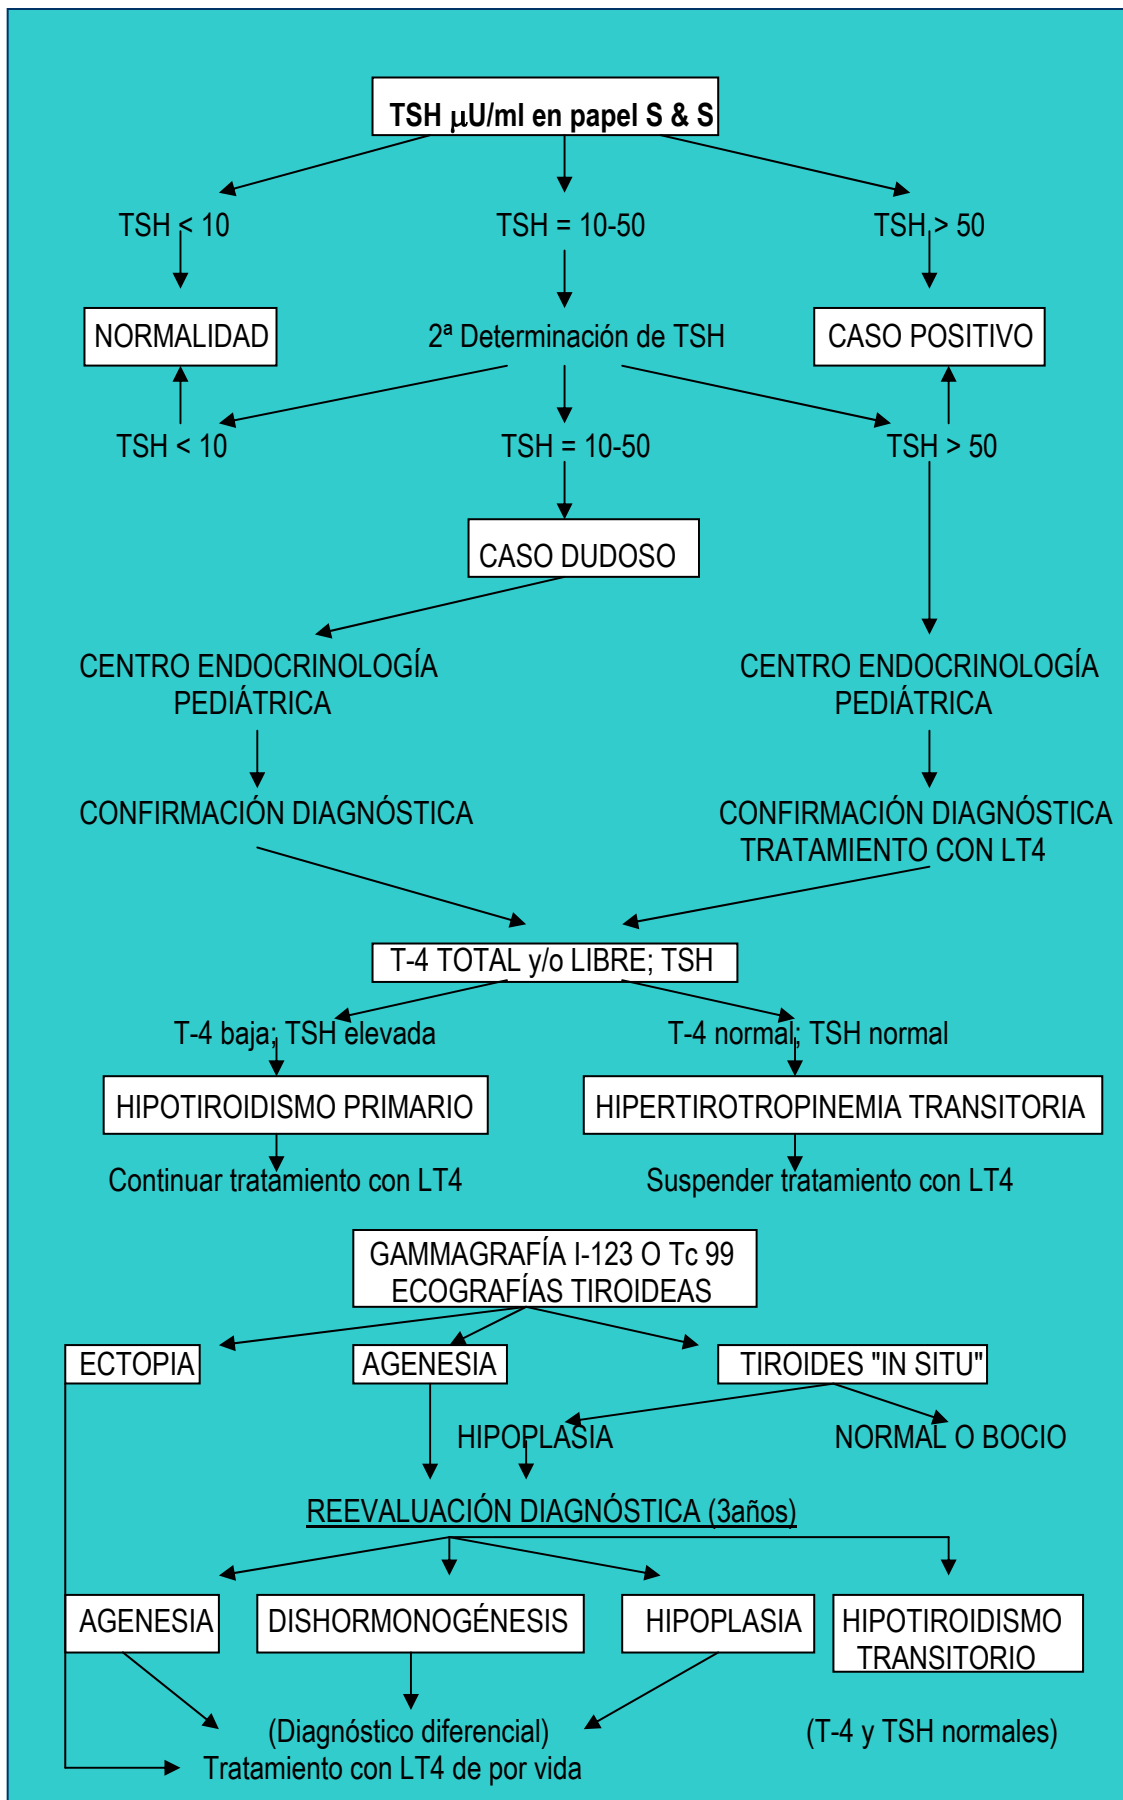 TSH μU/ml en papel S & S
TSH < 10
TSH = 10-50
TSH > 50
NORMALIDAD
2ª Determinación de TSH
CASO POSITIVO
TSH < 10
TSH = 10-50
TSH > 50
CASO DUDOSO
CENTRO ENDOCRINOLOGÍA
PEDIÁTRICA
CENTRO ENDOCRINOLOGÍA
PEDIÁTRICA
CONFIRMACIÓN DIAGNÓSTICA
CONFIRMACIÓN DIAGNÓSTICA
TRATAMIENTO CON LT4
T-4 TOTAL y/o LIBRE; TSH
T-4 baja; TSH elevada
T-4 normal; TSH normal
HIPOTIROIDISMO PRIMARIO
HIPERTIROTROPINEMIA TRANSITORIA
Continuar tratamiento con LT4
Suspender tratamiento con LT4
GAMMAGRAFÍA I-123 O Tc 99
ECOGRAFÍAS TIROIDEAS
ECTOPIA
AGENESIA
TIROIDES "IN SITU"
HIPOPLASIA
NORMAL O BOCIO
REEVALUACIÓN DIAGNÓSTICA (3años)
AGENESIA
DISHORMONOGÉNESIS
HIPOPLASIA
HIPOTIROIDISMO
TRANSITORIO
(Diagnóstico diferencial)
(T-4 y TSH normales)
Tratamiento con LT4 de por vida